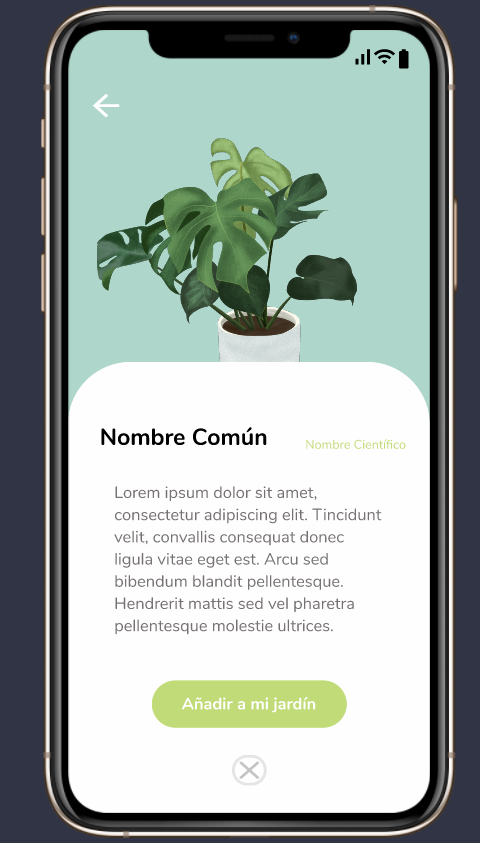 Nombre Común
Nombre Científico
Lorem ipsum dolor sit amet,
consectetur adipiscing elit. Tincidunt
velit, convallis consequat donec
ligula vitae eget est. Arcu sed
bibendum blandit pellentesque.
Hendrerit mattis sed vel pharetra
pellentesque molestie ultrices.
Añadir a mi jardín